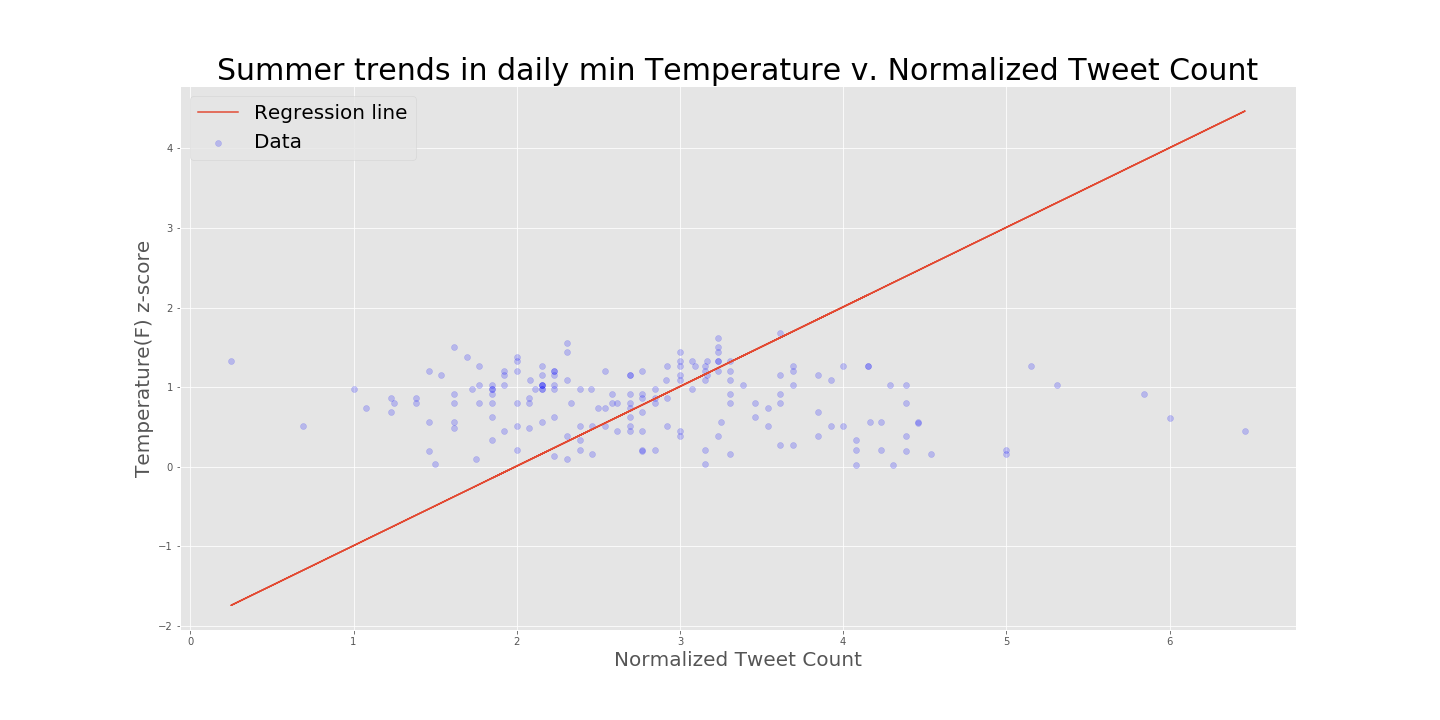 Summer trends in daily min Temperature v. Normalized Tweet Count
Regression line
Data
Temperature(F) z-score
4
3
2
1
0
−1
−2
0 1 2 3 4 5 6
Normalized Tweet Count